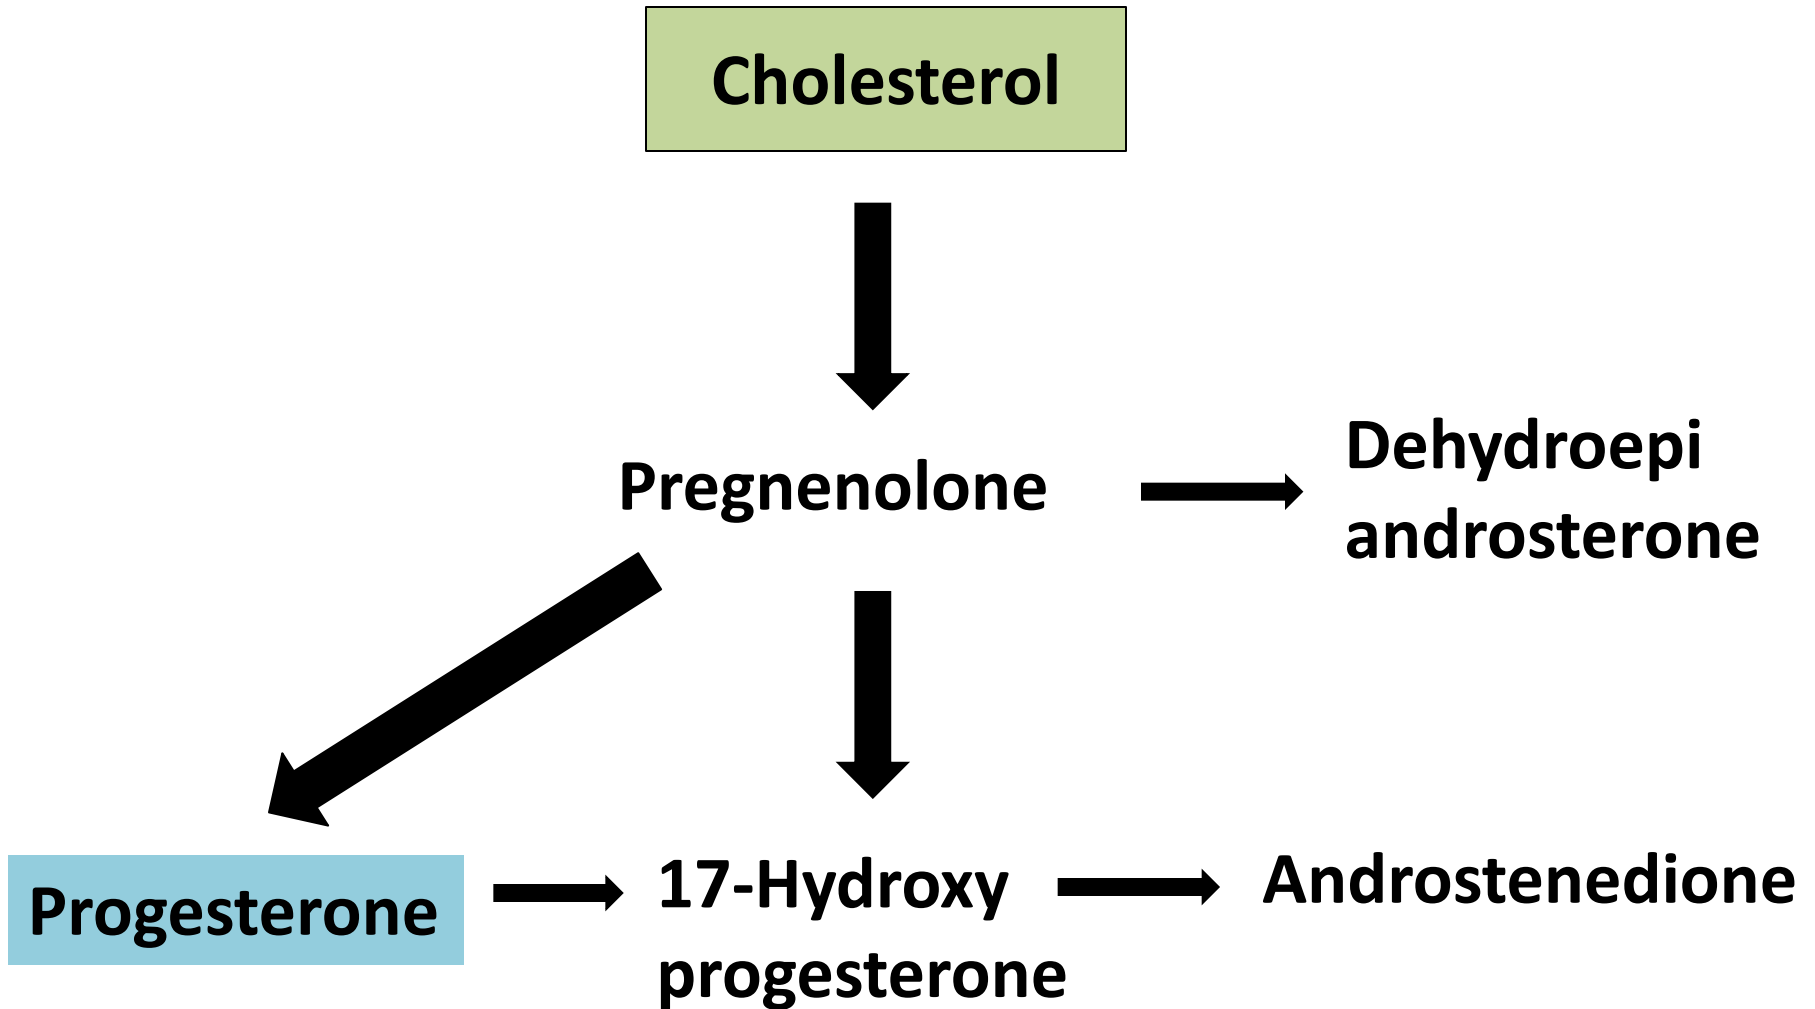 Cholesterol
Pregnenolone
Dehydroepi
androsterone
Progesterone
17-Hydroxy
progesterone
Androstenedione